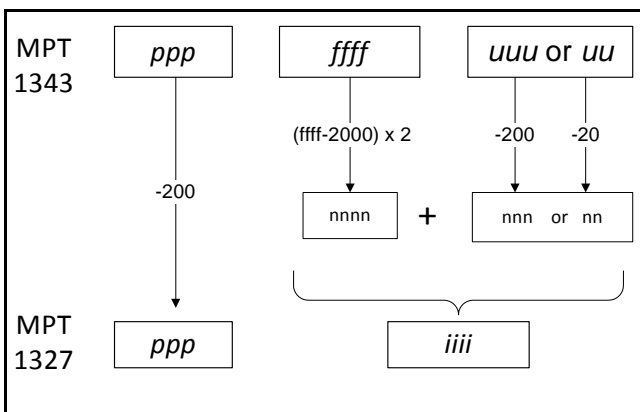 MPT
1343
ppp
ffff
uuu or uu
(ffff-2000) x 2
-200
-20
-200
nnnn
+
nnn or nn
MPT
1327
ppp
iiii